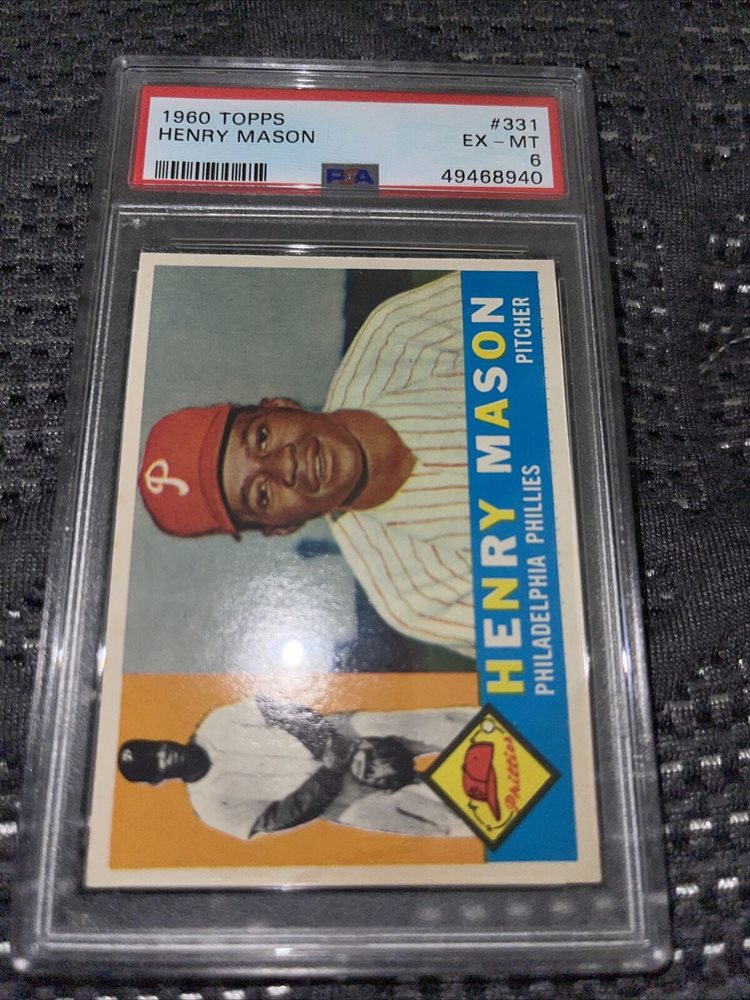 1960 TOPPS
HENRY MASON
#331
EX - MT
6
49468940
PSA
P
HENRY MASON
PITCHER
PHILADELPHIA PHILLIES
Phillies
P